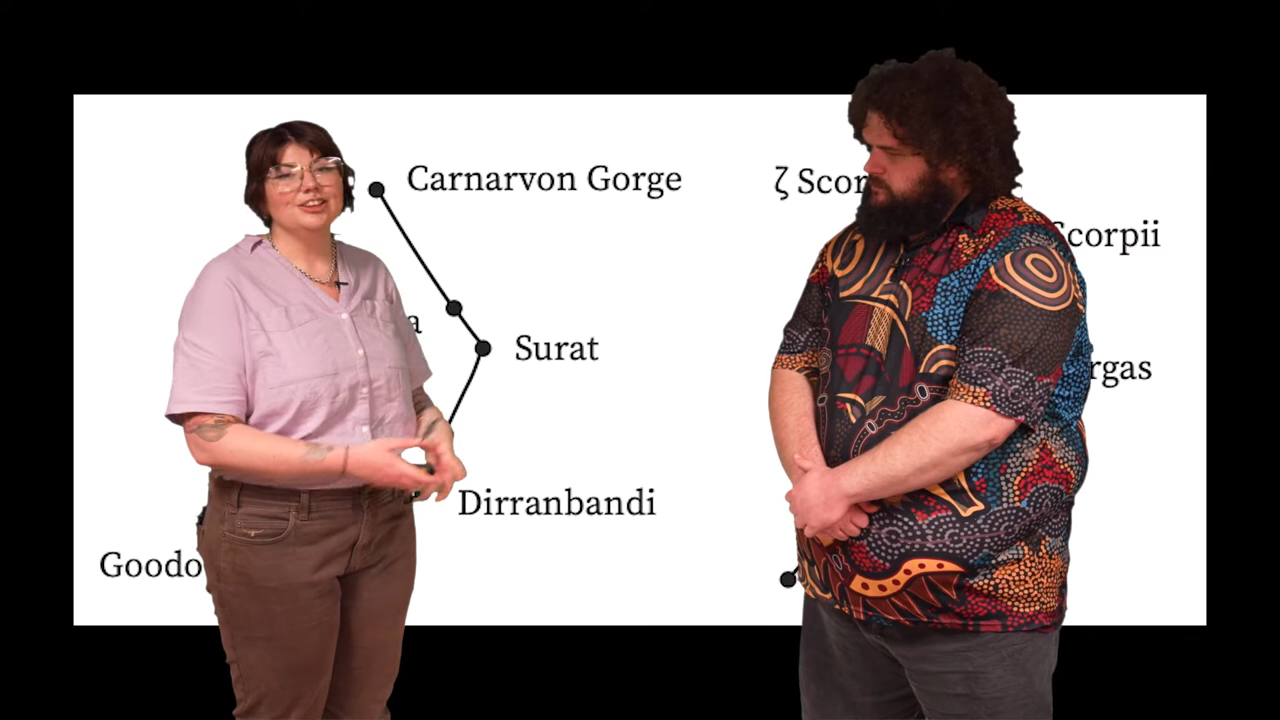 Carnarvon Gorge
ζ Scor
Scorpii
a
Surat
rgas
Dirranbandi
Goodo